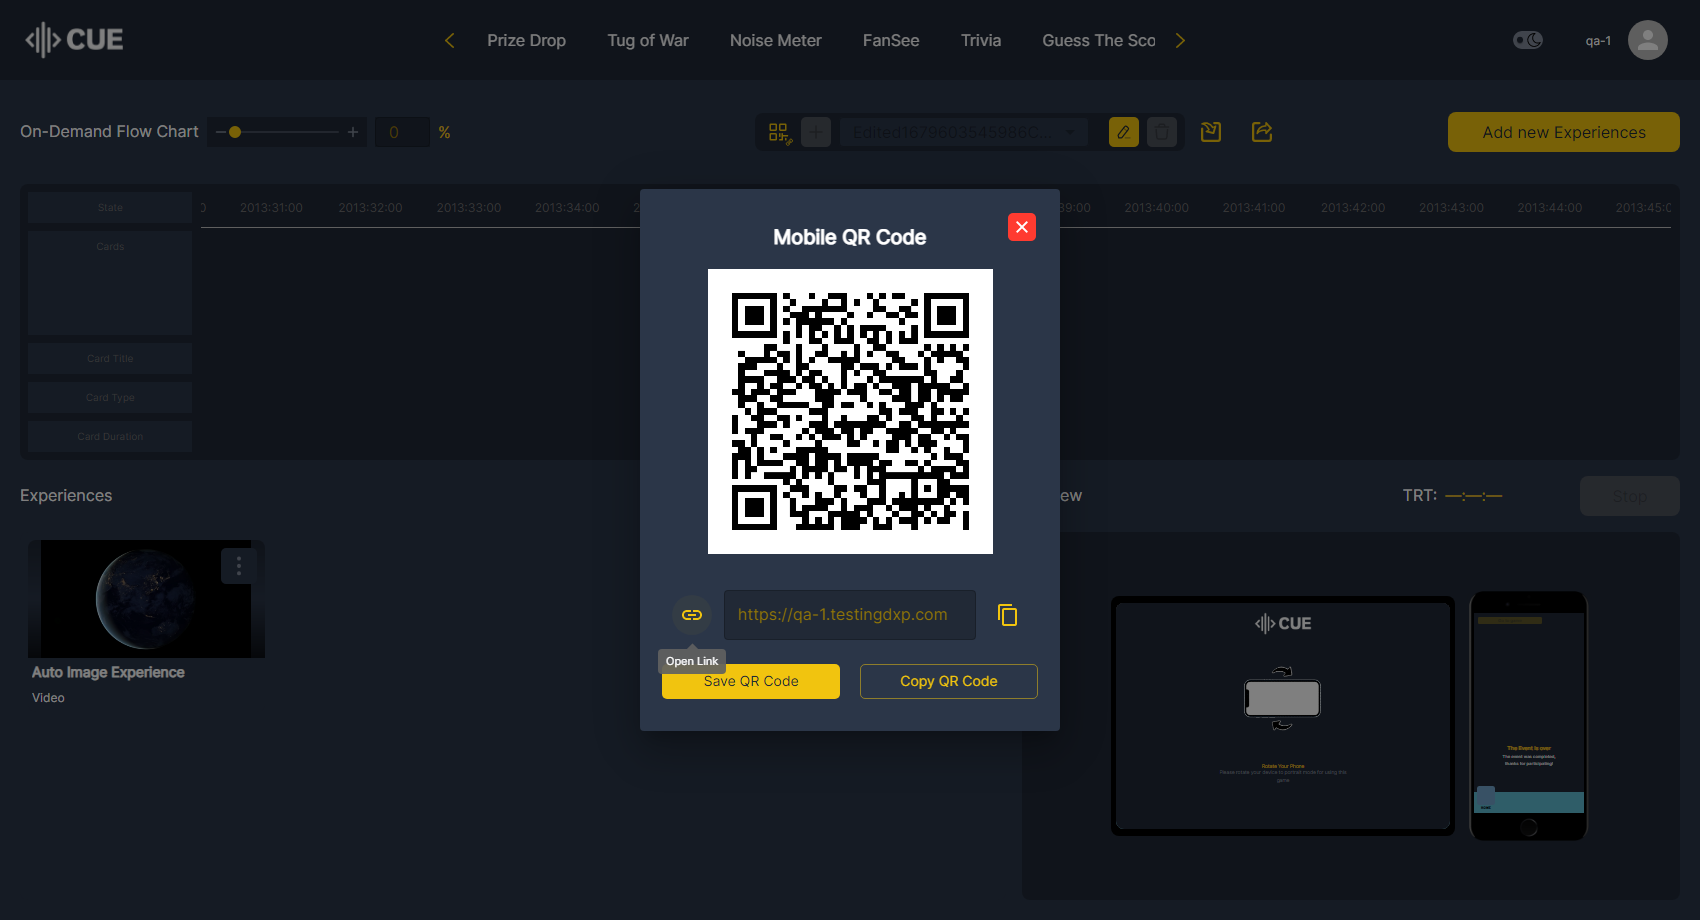 CUE
Prize Drop
Tug of War
Noise Meter
FanSee
Trivia
Guess The Sco
qa-1
On-Demand Flow Chart
0
%
Add new Experiences
State
2013:31:00
2013:32:00
2013:33:00
2013:34:00
39:00
2013:40:00
2013:41:00
2013:42:00
2013:43:00
2013:44:00
2013:45:0
Cards
Card Title
Card Type
Card Duration
Mobile QR Code
https://qa-1.testingdxp.com
Open Link
Save QR Code
Copy QR Code
Experiences
ew
TRT: —:—:—
Stop
Auto Image Experience
Video
CUE
Rotate Your Phone
Please rotate your device to portrait mode for using this
game
The Event is over
The event was completed,
thanks for participating!